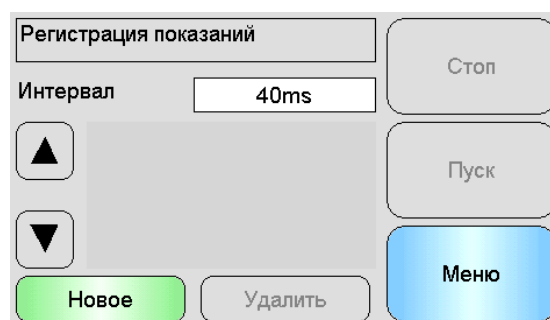 Регистрация показаний
Стоп
Интервал
40ms
Пуск
Меню
Новое
Удалить